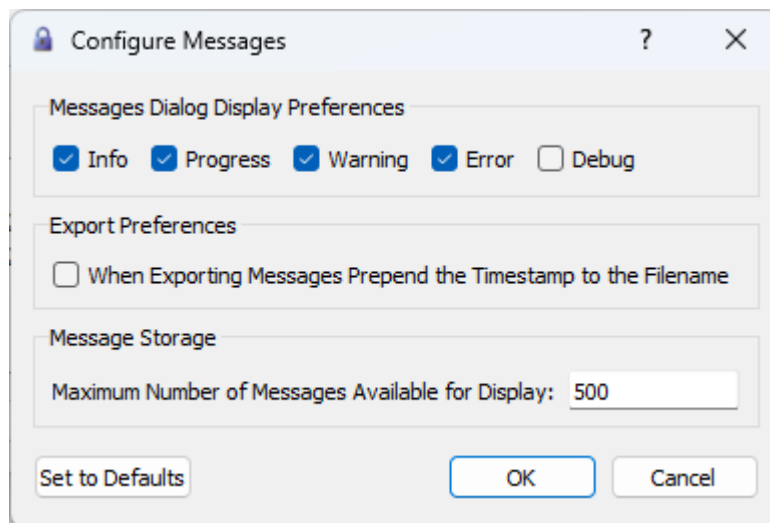 Configure Messages
Messages Dialog Display Preferences
Info Progress Warning Error Debug
Export Preferences
When Exporting Messages Prepend the Timestamp to the Filename
Message Storage
Maximum Number of Messages Available for Display: 500
Set to Defaults OK Cancel